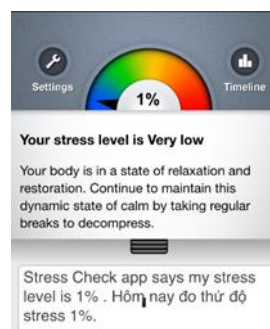 Settings
1%
Timeline
Your stress level is Very low
Your body is in a state of relaxation and
restoration. Continue to maintain this
dynamic state of calm by taking regular
breaks to decompress.
Stress Check app says my stress
level is 1% . Hôm nay đo thử độ
stress 1%.